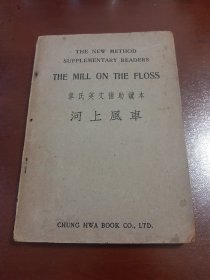 THE NEW METHOD
SUPPLEMENTARY READERS
THE MILL ON THE FLOSS
韋氏英文補助讀本
河上風車
CHUNG HWA BOOK CO., LTD.